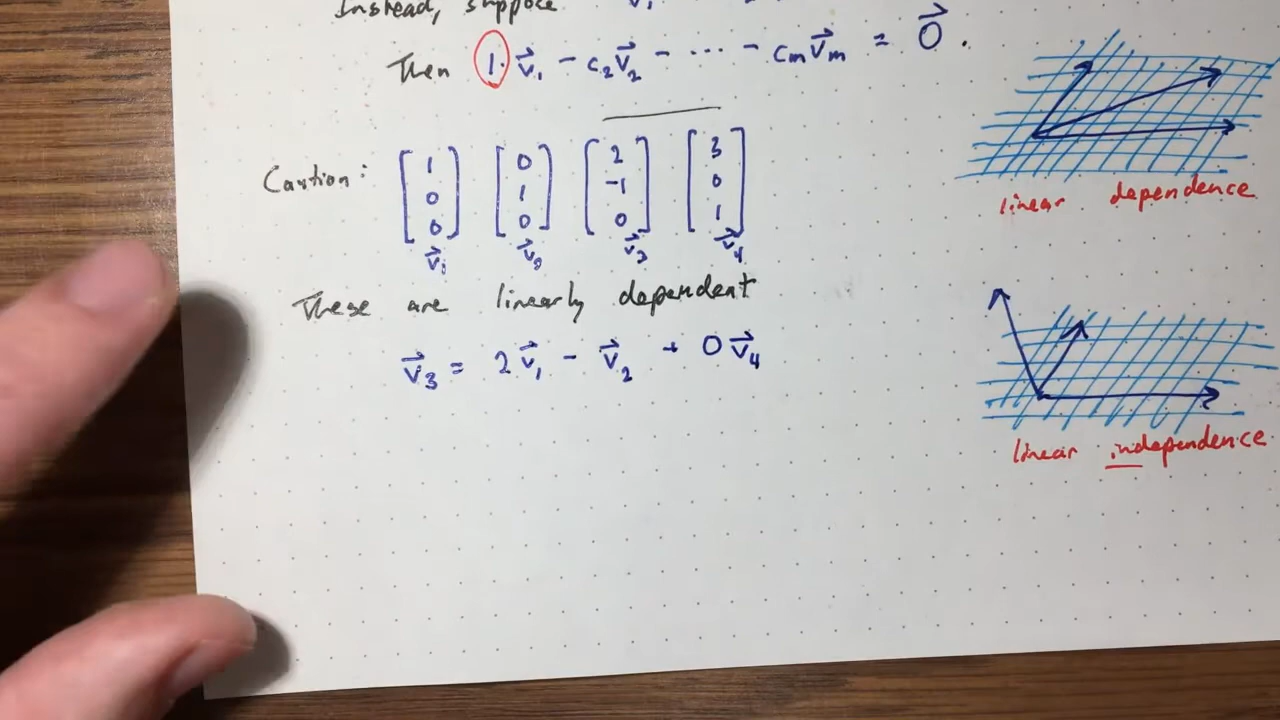 Instead, suppose
Then 1·v⃗₁ - c₂v⃗₂ - ... - cₘv⃗ₘ = 0⃗.
Caution: [1 0 0] [0 1 0] [2 -1 0] [3 0 1]
v⃗₁ v⃗₂ v⃗₃ v⃗₄
These are linearly dependent
v⃗₃ = 2v⃗₁ - v⃗₂ + 0v⃗₄
linear dependence
linear independence